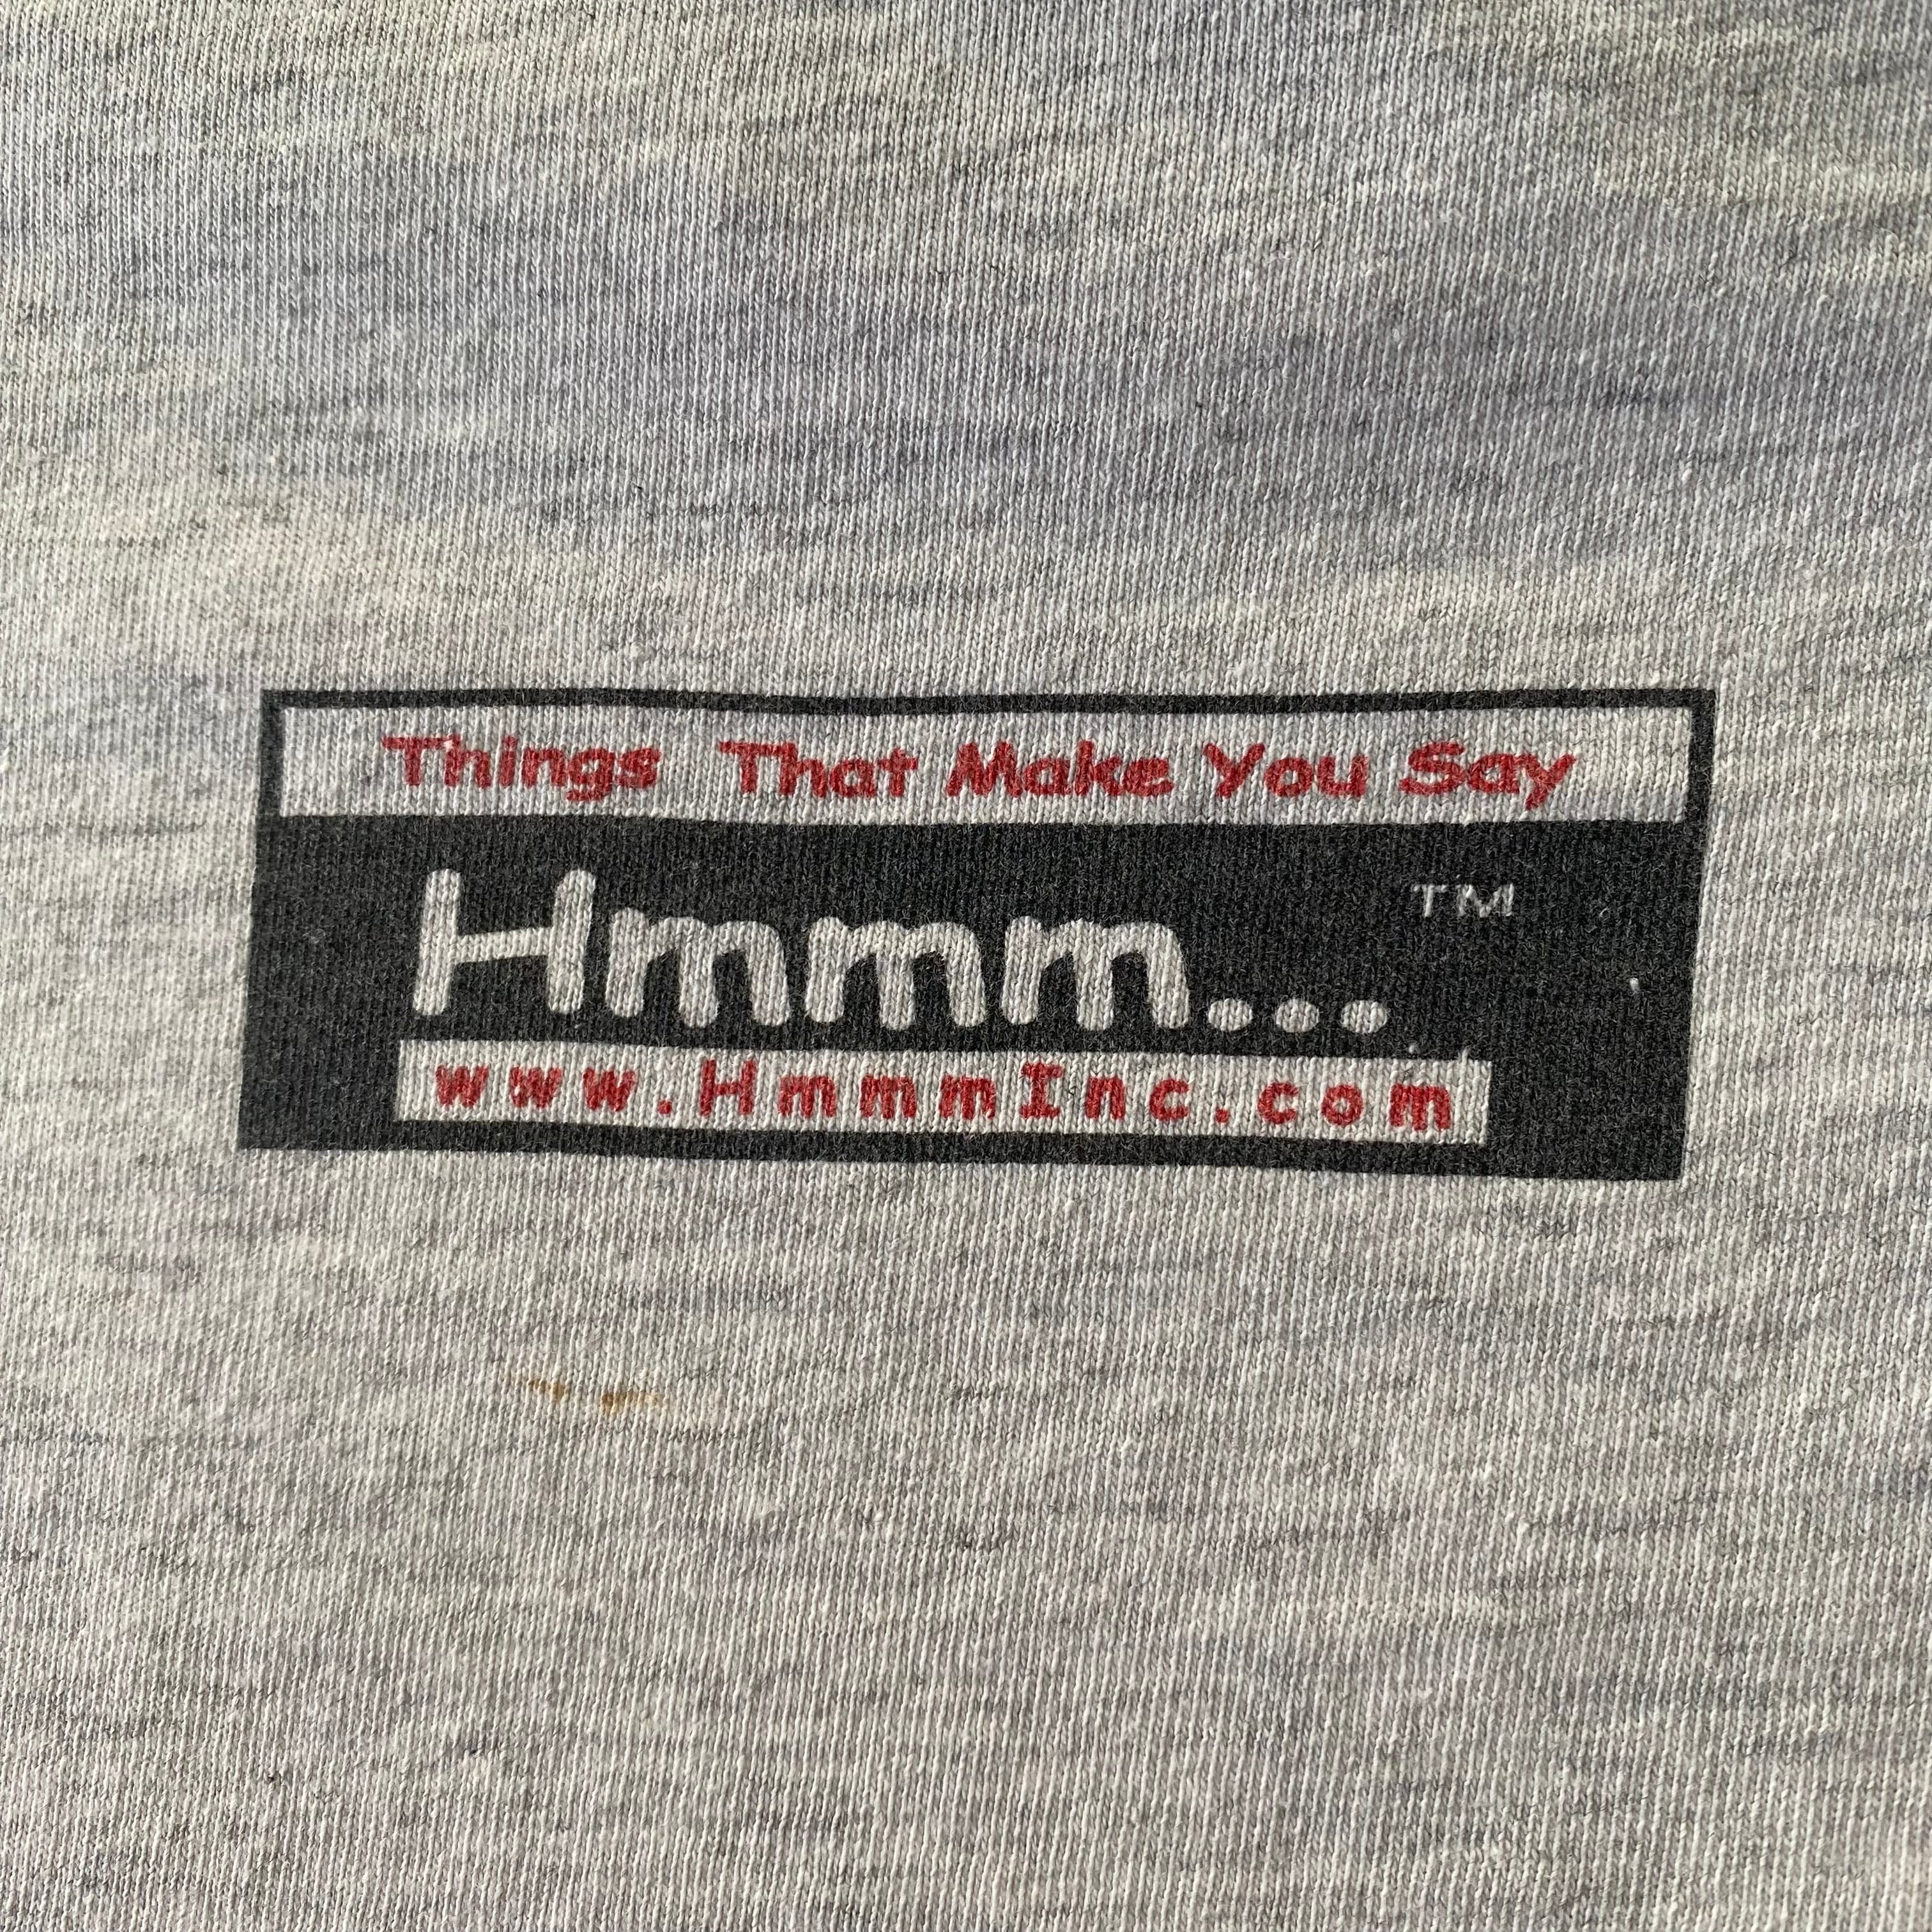 Things That Make You Say
Hmmm... TM
www.HmmmInc.com